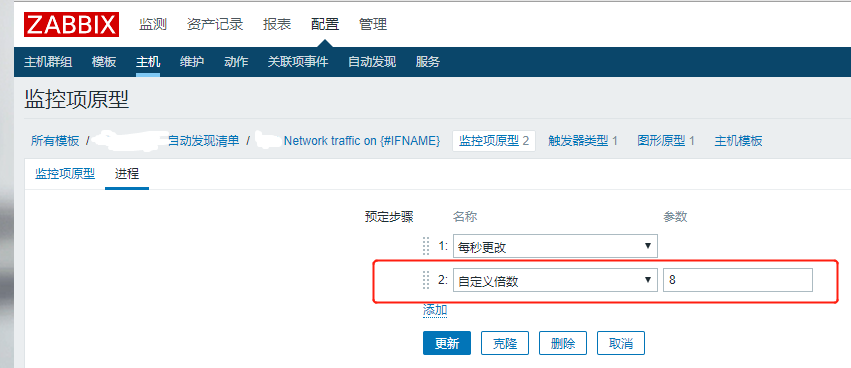 ZABBIX 监测 资产记录 报表 配置 管理
主机群组 模板 主机 维护 动作 关联项事件 自动发现 服务
监控项原型
所有模板 / 自动发现清单 / Network traffic on {#IFNAME} 监控项原型 2 触发器类型 1 图形原型 1 主机模板
监控项原型 进程
预定步骤 名称 参数
1: 每秒更改
2: 自定义倍数 8
添加
更新 克隆 删除 取消